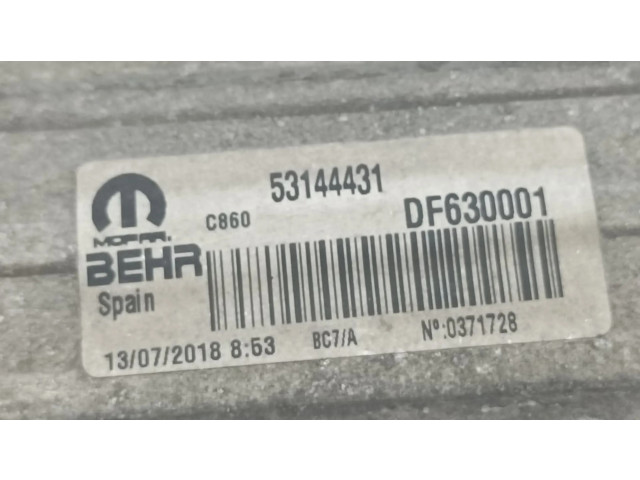 53144431
C860
DF630001
MOPAR.
BEHR
Spain
13/07/2018 8:53
BC7/A
Nº:0371728